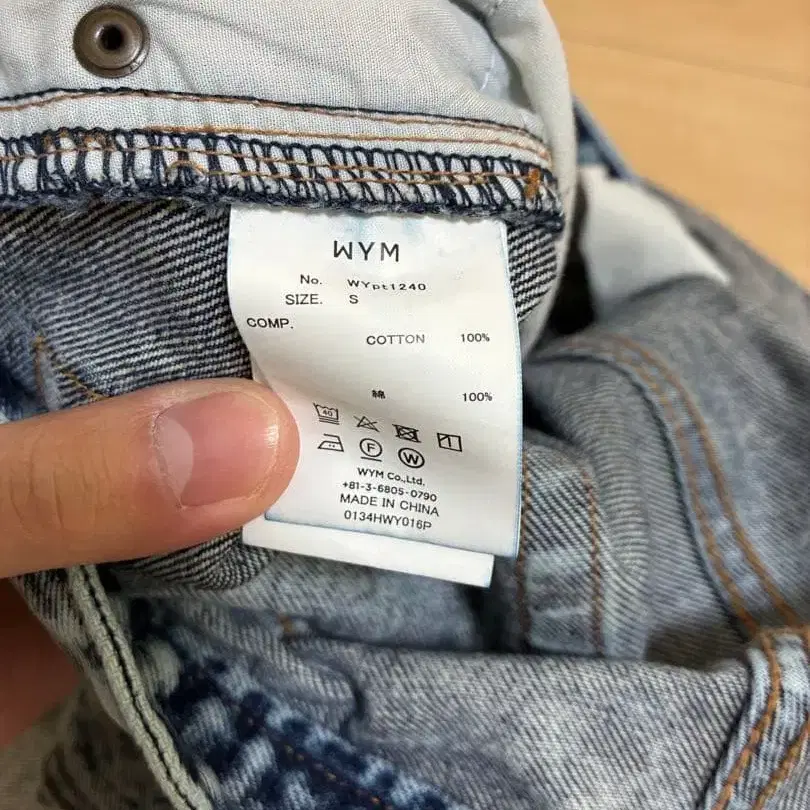 WYM
No. WYpt1240
SIZE. S
COMP.
COTTON 100%
綿 100%
40
F W
WYM Co.,Ltd.
+81-3-6805-0790
MADE IN CHINA
0134HWY016P